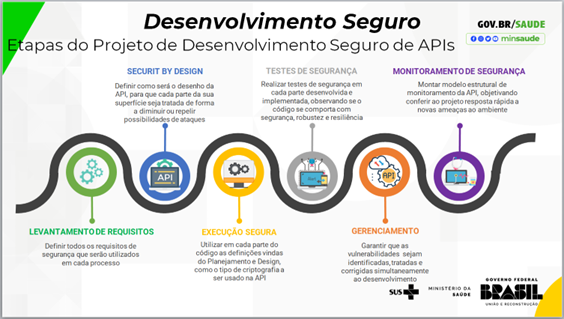 Desenvolvimento Seguro
GOV.BR/SAUDE
minsaude
Etapas do Projeto de Desenvolvimento Seguro de APIs
SECURIT BY DESIGN
Definir como será o desenho da
API, para que cada parte da sua
superfície seja tratada de forma
a diminuir ou repelir
possibilidades de ataques
TESTES DE SEGURANÇA
Realizar testes de segurança em
cada parte desenvolvida e
implementada, observando se o
código se comporta com
segurança, robustez e resiliência
MONITORAMENTO DE SEGURANÇA
Montar modelo estrutural de
monitoramento da API, objetivando
conferir ao projeto resposta rápida a
novas ameaças ao ambiente
API
API
LEVANTAMENTO DE REQUISITOS
Definir todos os requisitos de
segurança que serão utilizados
em cada processo
EXECUÇÃO SEGURA
Utilizar em cada parte do
código as definições vindas
do Planejamento e Design,
como o tipo de criptografia a
ser usado na API
GERENCIAMENTO
Garantir que as
vulnerabilidades sejam
identificadas,tratadas e
corrigidas simultaneamente
ao desenvolvimento
SUS
MINISTÉRIO DA
SAÚDE
GOVERNO FEDERAL
BRASIL
UNIÃO E RECONSTRUÇÃO